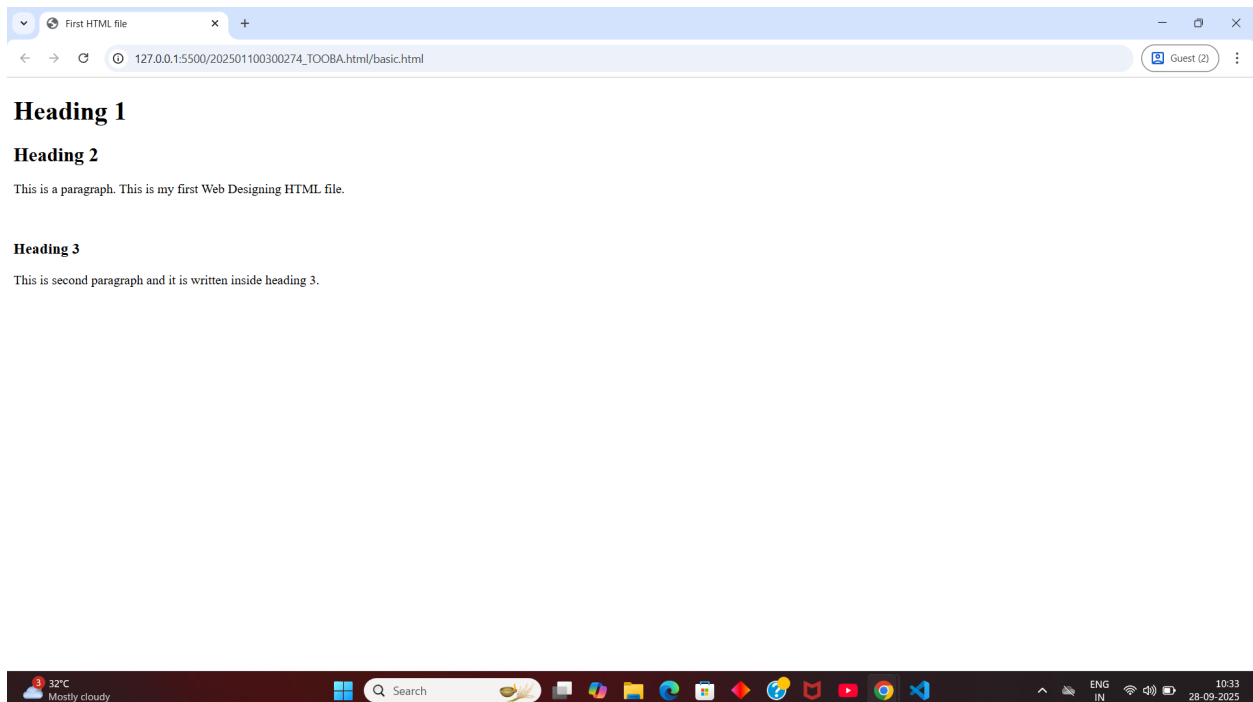 First HTML file
127.0.0.1:5500/202501100300274_TOOBA.html/basic.html
Guest (2)
Heading 1
Heading 2
This is a paragraph. This is my first Web Designing HTML file.
Heading 3
This is second paragraph and it is written inside heading 3.
3
32°C
Mostly cloudy
Search
ENG
IN
10:33
28-09-2025